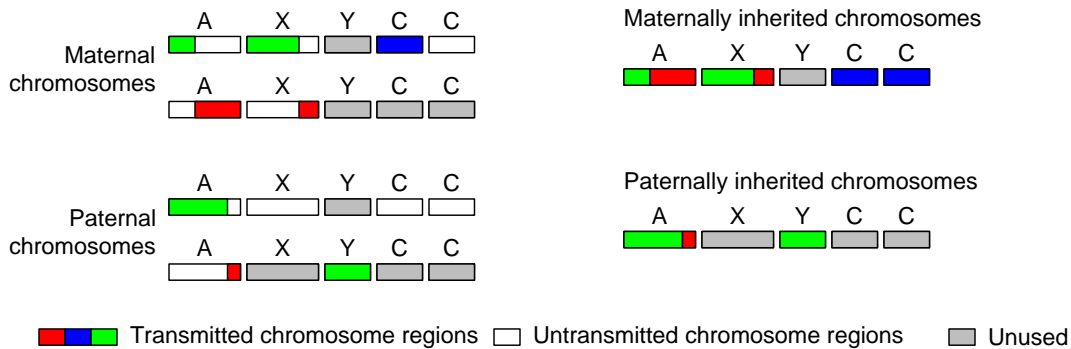 A X Y C C
Maternal
chromosomes
A X Y C C
A X Y C C
Paternal
chromosomes
A X Y C C
Maternally inherited chromosomes
A X Y C C
Paternally inherited chromosomes
A X Y C C
Transmitted chromosome regions
Untransmitted chromosome regions
Unused